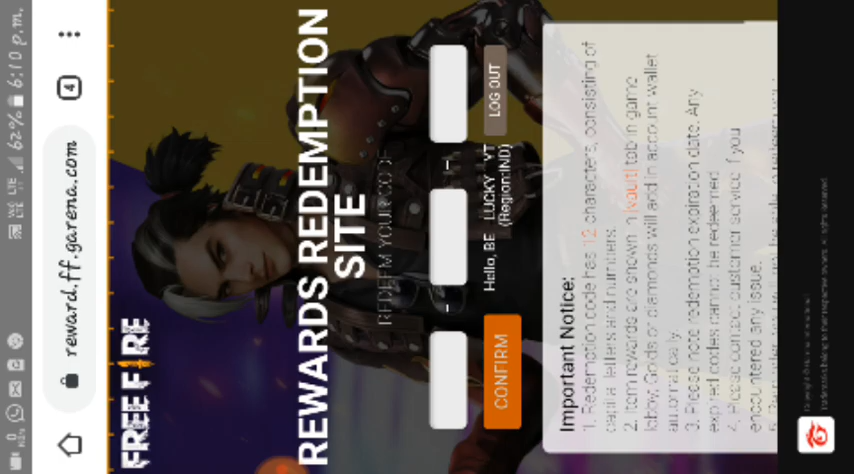 62% 6:10 p.m.
reward.ff.garena.com
4
FREE FIRE
REWARDS REDEMPTION
SITE
REDEEM YOUR CODE
- -
Hello, BE LUCKY YT
(Region:IND)
CONFIRM
LOG OUT
Important Notice:
1. Redemption code has 12 characters, consisting of
capital letters and numbers.
2. Item rewards are shown in [vault] tab in game
lobby; Golds or diamonds will add in account wallet
automatically.
3. Please note redemption expiration date. Any
expired codes cannot be redeemed.
4. Please contact customer service if you
encountered any issue.